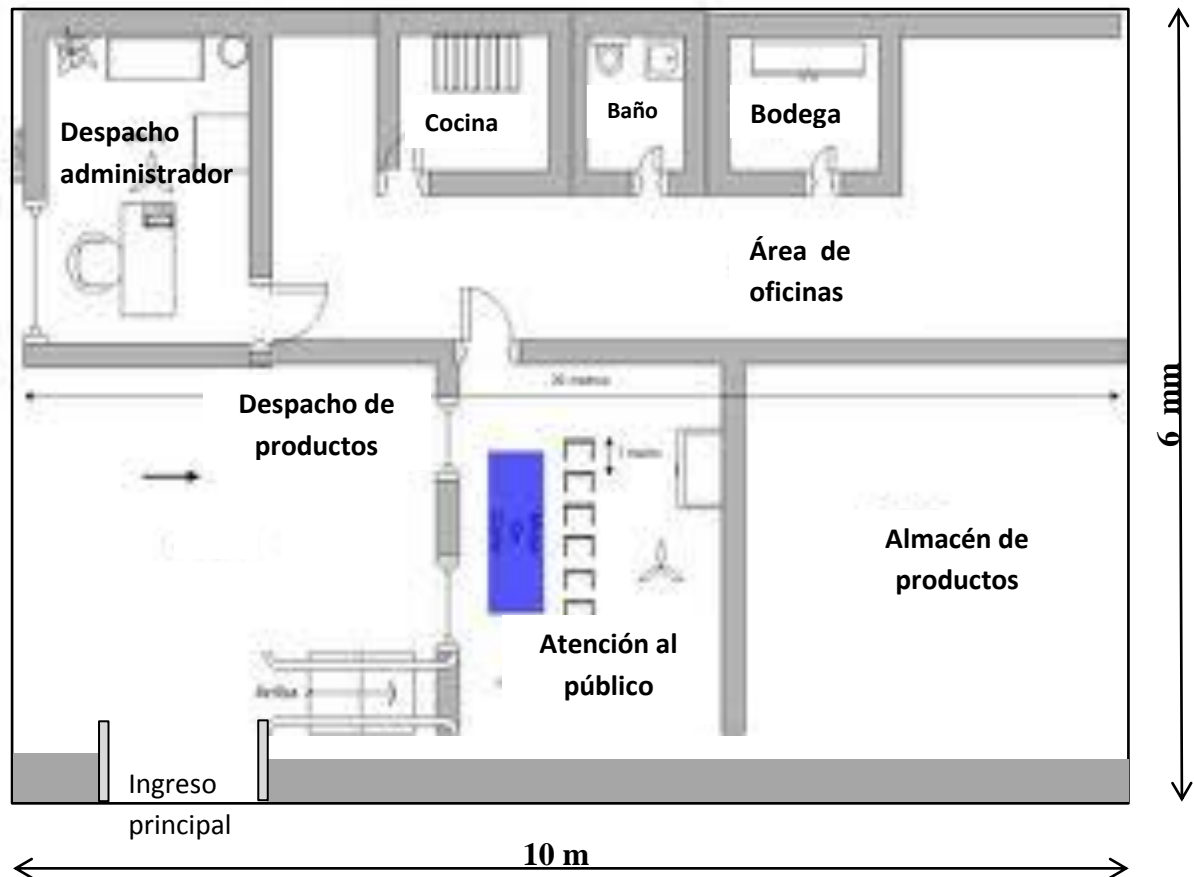 Despacho
administrador
Cocina
Baño
Bodega
Área de
oficinas
Despacho de
productos
Atención al
público
Almacén de
productos
Ingreso
principal
6 mm
10 m